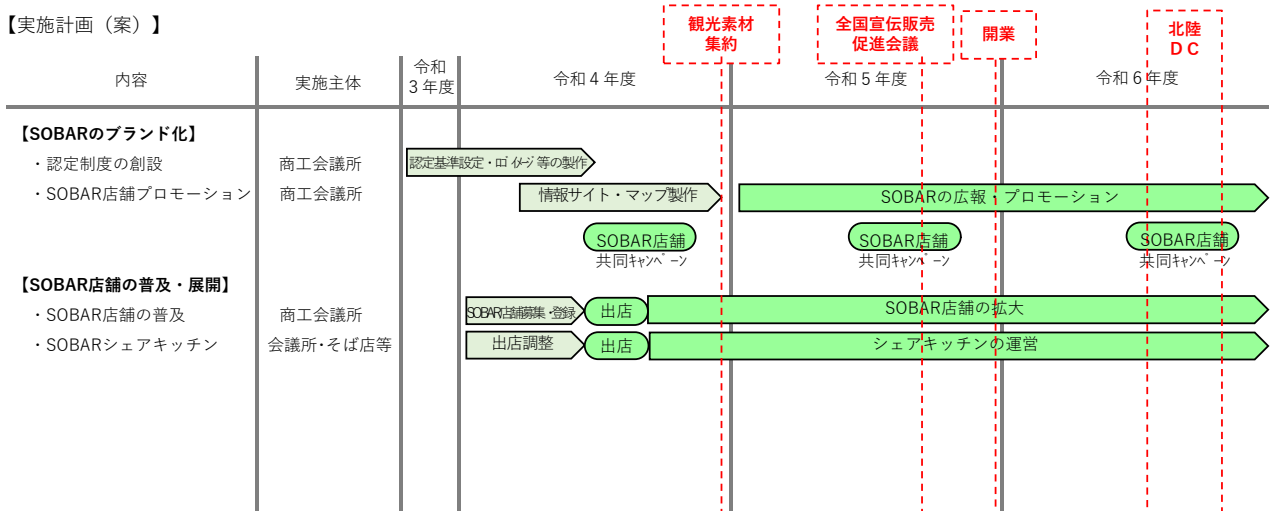 【実施計画（案）】
観光素材
集約
全国宣伝販売
促進会議
開業
北陸
ＤＣ
内容
実施主体
令和
３年度
令和４年度
令和５年度
令和６年度
【SOBARのブランド化】
・認定制度の創設
商工会議所
認定基準設定・ロゴイメージ等の製作
・SOBAR店舗プロモーション
商工会議所
情報サイト・マップ製作
SOBARの広報・プロモーション
SOBAR店舗
共同ｷｬﾝﾍﾟｰﾝ
SOBAR店舗
共同ｷｬﾝﾍﾟｰﾝ
SOBAR店舗
共同ｷｬﾝﾍﾟｰﾝ
【SOBAR店舗の普及・展開】
・SOBAR店舗の普及
商工会議所
SOBAR店舗募集・登録
出店
SOBAR店舗の拡大
・SOBARシェアキッチン
会議所・そば店等
出店調整
出店
シェアキッチンの運営